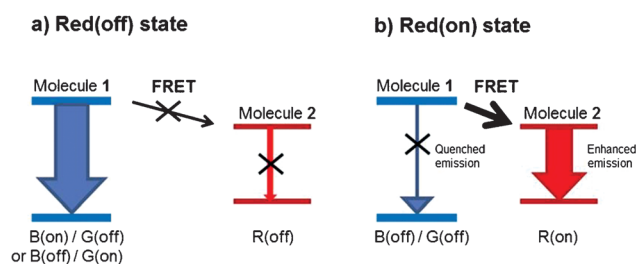 a) Red(off) state
Molecule 1
FRET
Molecule 2
B(on) / G(off)
or B(off) / G(on)
R(off)
b) Red(on) state
Molecule 1
FRET
Molecule 2
Quenched
emission
Enhanced
emission
B(off) / G(off)
R(on)